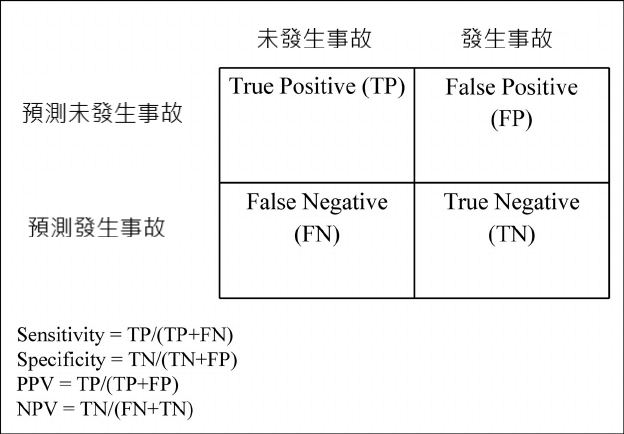 未發生事故 發生事故
預測未發生事故 True Positive (TP) False Positive
(FP)
預測發生事故 False Negative True Negative
(FN) (TN)
Sensitivity = TP/(TP+FN)
Specificity = TN/(TN+FP)
PPV = TP/(TP+FP)
NPV = TN/(FN+TN)